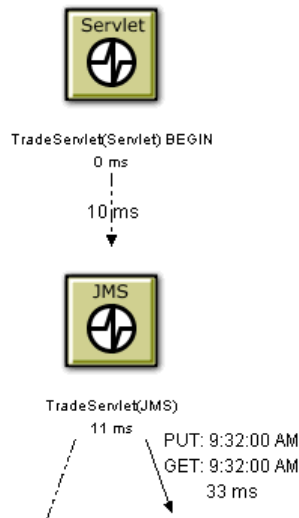 Servlet
TradeServlet(Servlet) BEGIN
0 ms
10 ms
JMS
TradeServlet(JMS)
11 ms
PUT: 9:32:00 AM
GET: 9:32:00 AM
33 ms